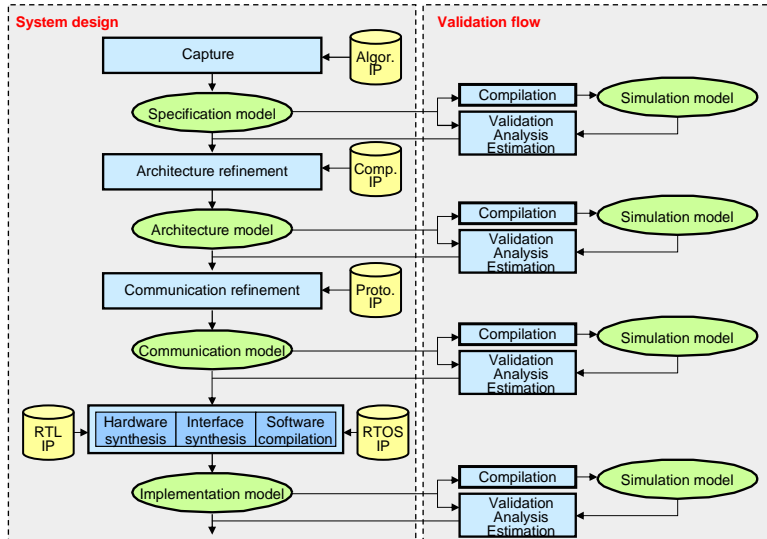 System design
Validation flow
Capture
Algor.
IP
Compilation
Simulation model
Specification model
Validation
Analysis
Estimation
Architecture refinement
Comp.
IP
Compilation
Simulation model
Architecture model
Validation
Analysis
Estimation
Communication refinement
Proto.
IP
Compilation
Simulation model
Communication model
Validation
Analysis
Estimation
RTL
IP
Hardware
synthesis
Interface
synthesis
Software
compilation
RTOS
IP
Compilation
Simulation model
Implementation model
Validation
Analysis
Estimation